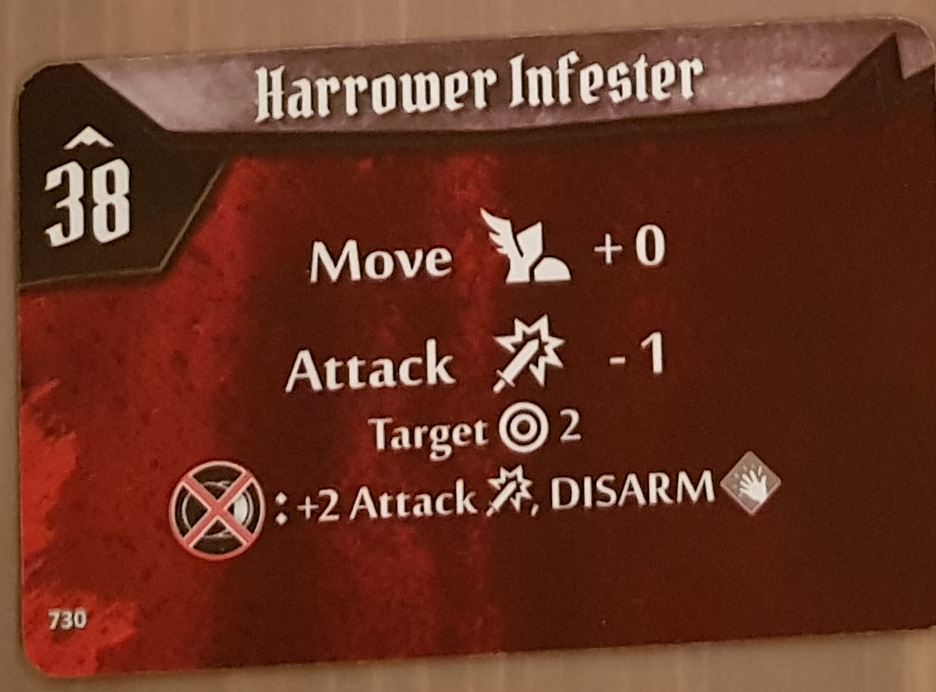 Harrower Infester
38
Move + 0
Attack - 1
Target 2
: +2 Attack , DISARM
730